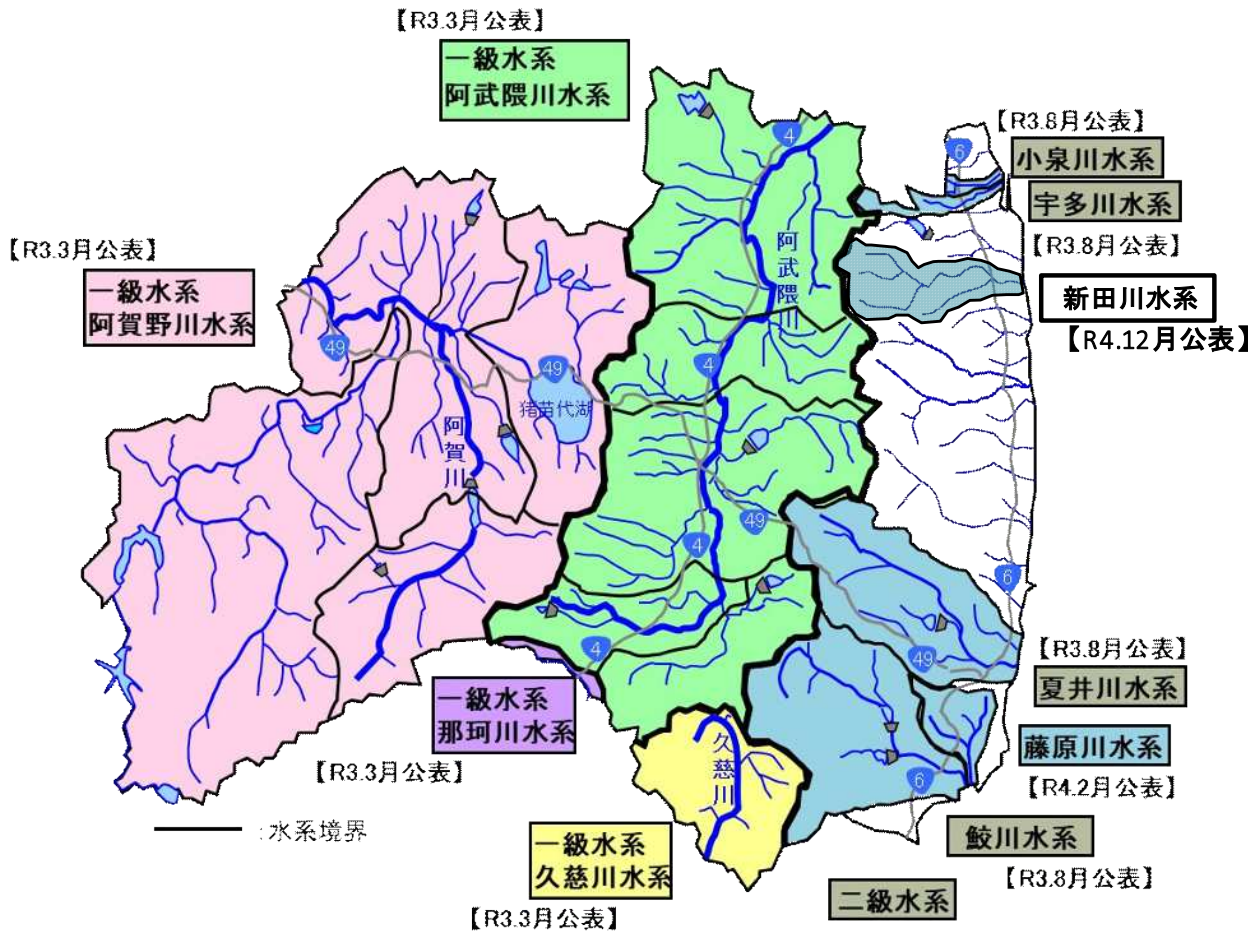 【R3.3月公表】
一級水系
阿武隈川水系
【R3.8月公表】
小泉川水系
宇多川水系
【R3.8月公表】
新田川水系
【R4.12月公表】
【R3.3月公表】
一級水系
阿賀野川水系
4
6
阿武隈川
49
49
4
猪苗代湖
阿賀川
49
4
6
4
49
【R3.8月公表】
夏井川水系
藤原川水系
【R4.2月公表】
一級水系
那珂川水系
【R3.3月公表】
久慈川
6
鮫川水系
【R3.8月公表】
:水系境界
一級水系
久慈川水系
【R3.3月公表】
二級水系